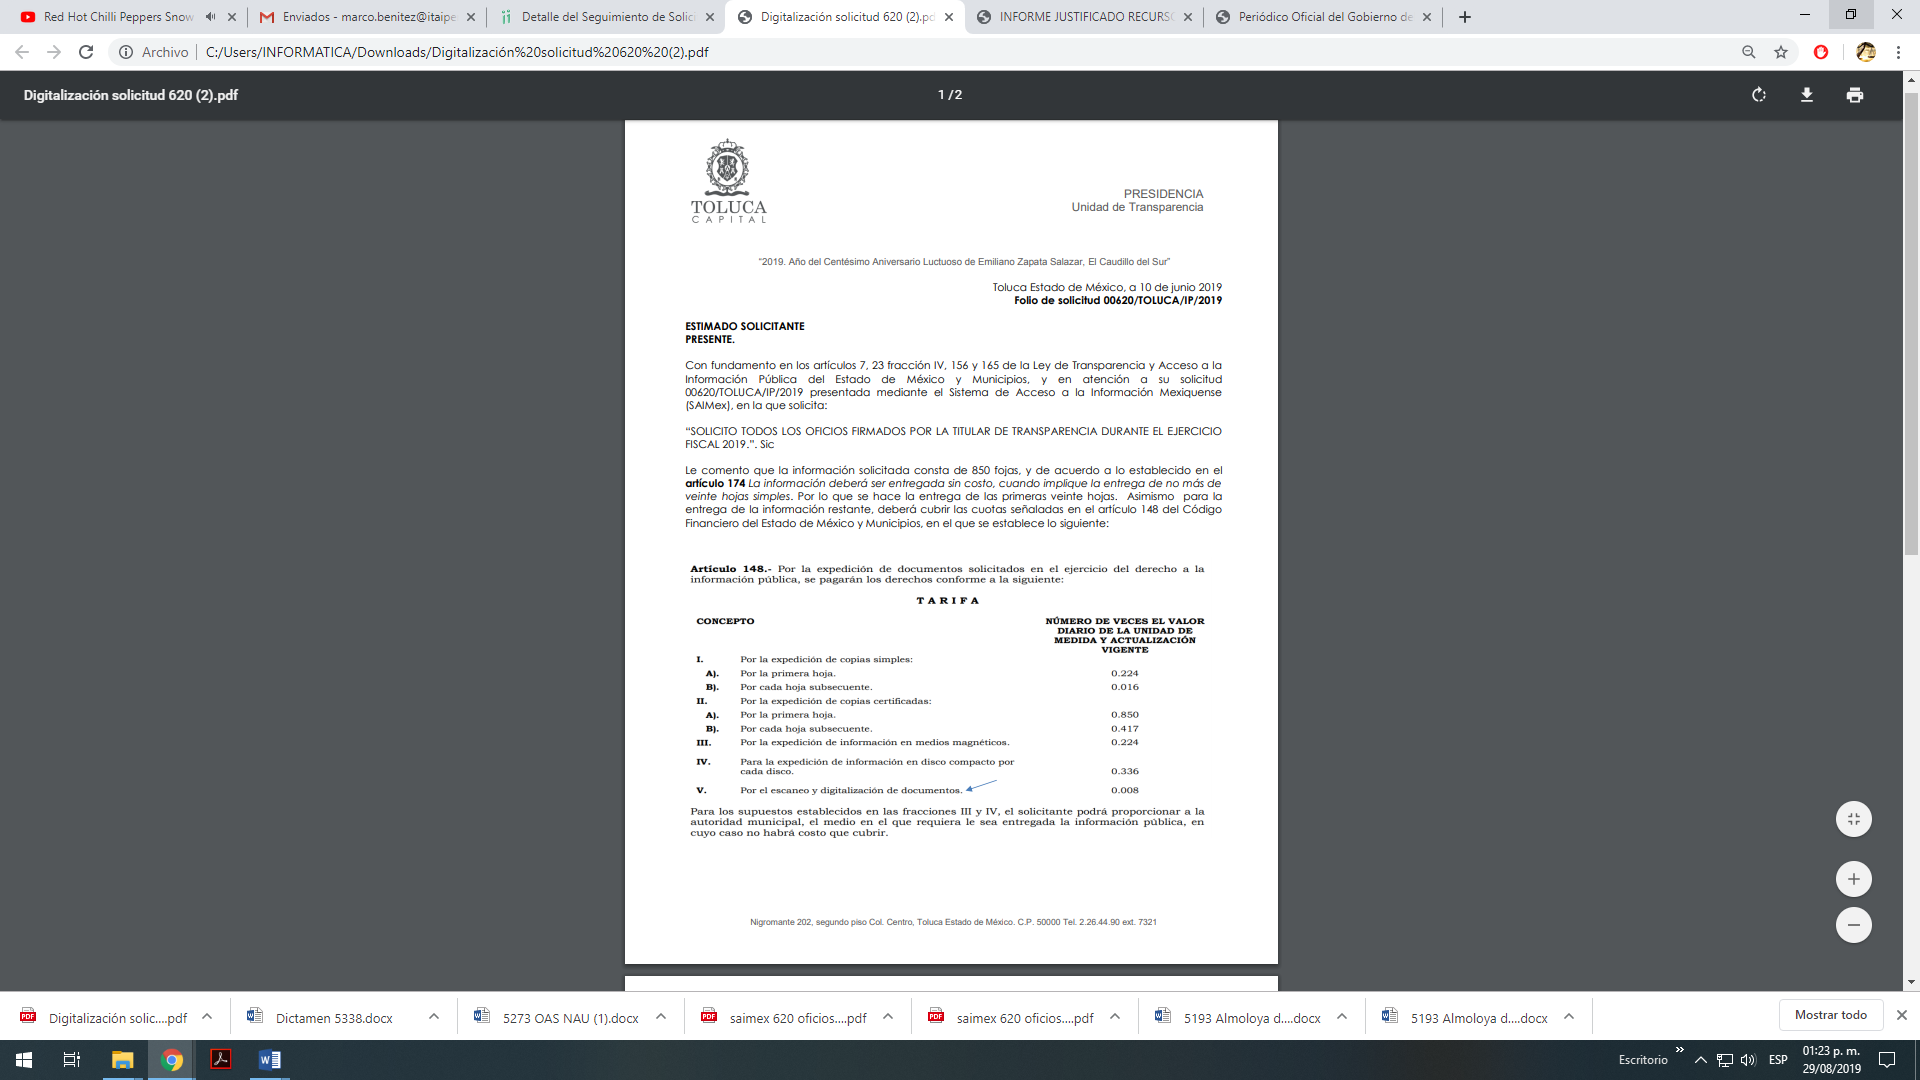 Red Hot Chilli Peppers Snow
Enviados - marco.benitez@itaipe
Detalle del Seguimiento de Solici
Digitalización solicitud 620 (2).pd
INFORME JUSTIFICADO RECURSO
Periódico Oficial del Gobierno de
Archivo
C:/Users/INFORMATICA/Downloads/Digitalización%20solicitud%20620%20(2).pdf
Digitalización solicitud 620 (2).pdf
1 / 2
TOLUCA
CAPITAL
PRESIDENCIA
Unidad de Transparencia
"2019. Año del Centésimo Aniversario Luctuoso de Emiliano Zapata Salazar, El Caudillo del Sur"
Toluca Estado de México, a 10 de junio 2019
Folio de solicitud 00620/TOLUCA/IP/2019
ESTIMADO SOLICITANTE
PRESENTE.
Con fundamento en los artículos 7, 23 fracción IV, 156 y 165 de la Ley de Transparencia y Acceso a la
Información Pública del Estado de México y Municipios, y en atención a su solicitud
00620/TOLUCA/IP/2019 presentada mediante el Sistema de Acceso a la Información Mexiquense
(SAIMex), en la que solicita:
“SOLICITO TODOS LOS OFICIOS FIRMADOS POR LA TITULAR DE TRANSPARENCIA DURANTE EL EJERCICIO
FISCAL 2019.”. Sic
Le comento que la información solicitada consta de 850 fojas, y de acuerdo a lo establecido en el
artículo 174 La información deberá ser entregada sin costo, cuando implique la entrega de no más de
veinte hojas simples. Por lo que se hace la entrega de las primeras veinte hojas. Asimismo para la
entrega de la información restante, deberá cubrir las cuotas señaladas en el artículo 148 del Código
Financiero del Estado de México y Municipios, en el que se establece lo siguiente:
Artículo 148.- Por la expedición de documentos solicitados en el ejercicio del derecho a la
información pública, se pagarán los derechos conforme a la siguiente:
T A R I F A
CONCEPTO
NÚMERO DE VECES EL VALOR
DIARIO DE LA UNIDAD DE
MEDIDA Y ACTUALIZACIÓN
VIGENTE
I. Por la expedición de copias simples:
A). Por la primera hoja. 0.224
B). Por cada hoja subsecuente. 0.016
II. Por la expedición de copias certificadas:
A). Por la primera hoja. 0.850
B). Por cada hoja subsecuente. 0.417
III. Por la expedición de información en medios magnéticos. 0.224
IV. Para la expedición de información en disco compacto por
cada disco. 0.336
V. Por el escaneo y digitalización de documentos. 0.008
Para los supuestos establecidos en las fracciones III y IV, el solicitante podrá proporcionar a la
autoridad municipal, el medio en el que requiera le sea entregada la información pública, en
cuyo caso no habrá costo que cubrir.
Nigromante 202, segundo piso Col. Centro, Toluca Estado de México. C.P. 50000 Tel. 2.26.44.90 ext. 7321
Digitalización solic....pdf
Dictamen 5338.docx
5273 OAS NAU (1).docx
saimex 620 oficios....pdf
saimex 620 oficios....pdf
5193 Almoloya d....docx
5193 Almoloya d....docx
Mostrar todo
Escritorio
ESP
01:23 p. m.
29/08/2019